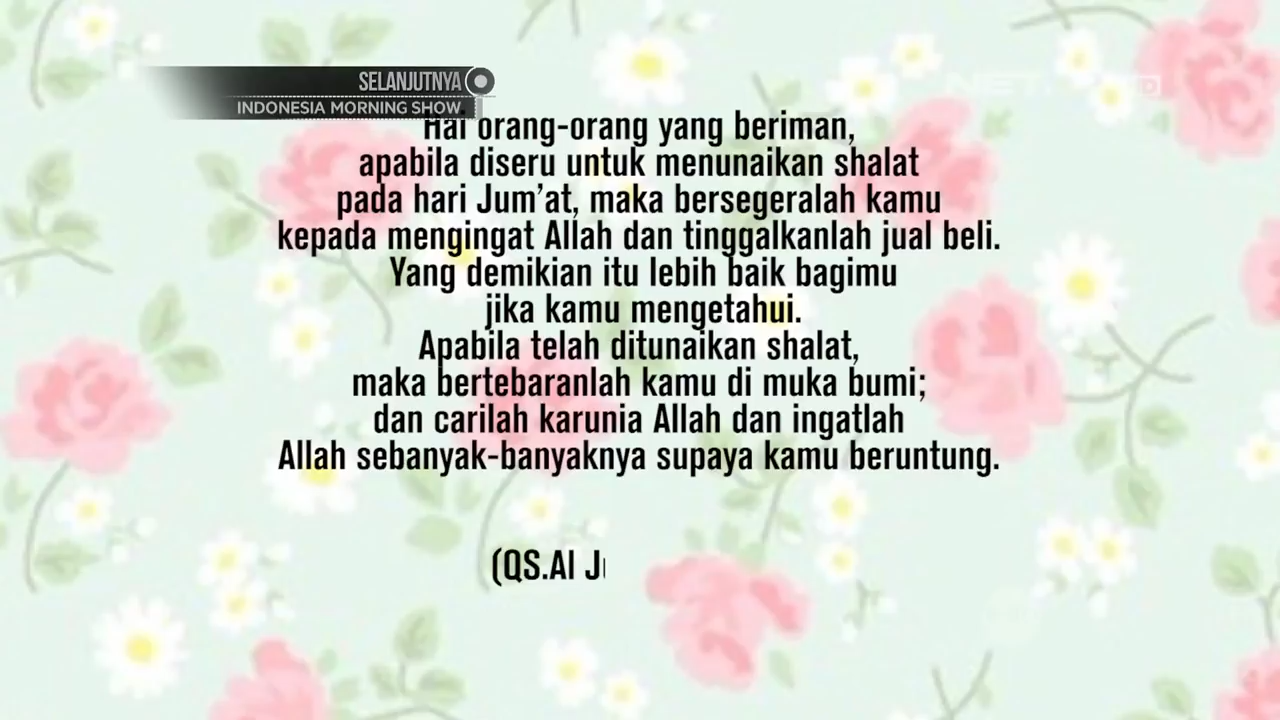 SELANJUTNYA
INDONESIA MORNING SHOW
Hai orang-orang yang beriman,
apabila diseru untuk menunaikan shalat
pada hari Jum'at, maka bersegeralah kamu
kepada mengingat Allah dan tinggalkanlah jual beli.
Yang demikian itu lebih baik bagimu
jika kamu mengetahui.
Apabila telah ditunaikan shalat,
maka bertebaranlah kamu di muka bumi;
dan carilah karunia Allah dan ingatlah
Allah sebanyak-banyaknya supaya kamu beruntung.
(QS.Al